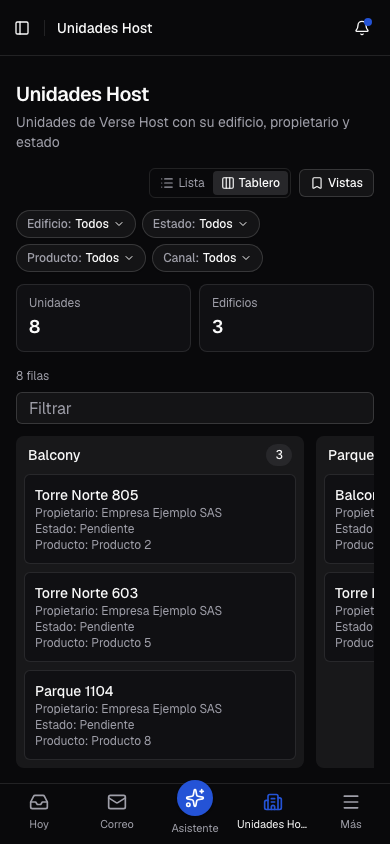 Unidades Host
Unidades Host
Unidades de Verse Host con su edificio, propietario y
estado
Lista
Tablero
Vistas
Edificio: Todos
Estado: Todos
Producto: Todos
Canal: Todos
Unidades
8
Edificios
3
8 filas
Filtrar
Balcony
3
Torre Norte 805
Propietario: Empresa Ejemplo SAS
Estado: Pendiente
Producto: Producto 2
Torre Norte 603
Propietario: Empresa Ejemplo SAS
Estado: Pendiente
Producto: Producto 5
Parque 1104
Propietario: Empresa Ejemplo SAS
Estado: Pendiente
Producto: Producto 8
Parque
Hoy
Correo
Asistente
Unidades Ho...
Más